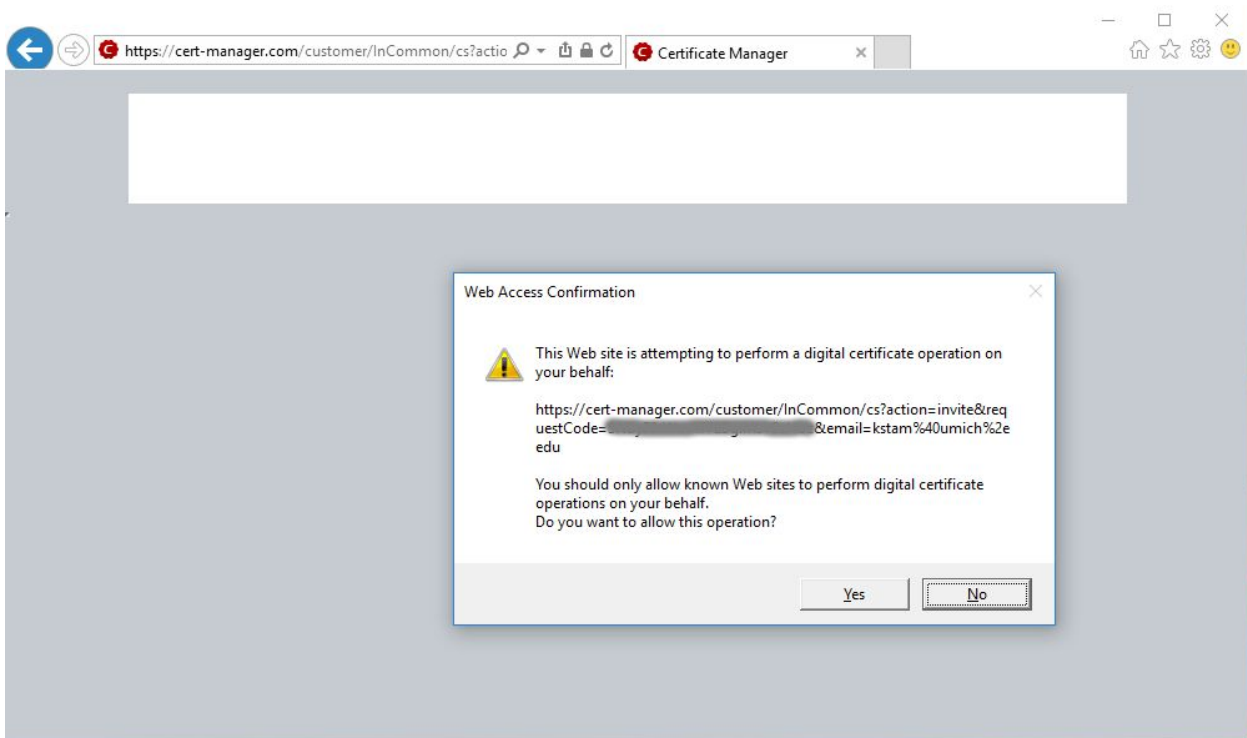 https://cert-manager.com/customer/InCommon/cs?actio
Certificate Manager
Web Access Confirmation
This Web site is attempting to perform a digital certificate operation on
your behalf:
https://cert-manager.com/customer/InCommon/cs?action=invite&req
uestCode= &email=kstam%40umich%2e
edu
You should only allow known Web sites to perform digital certificate
operations on your behalf.
Do you want to allow this operation?
Yes
No